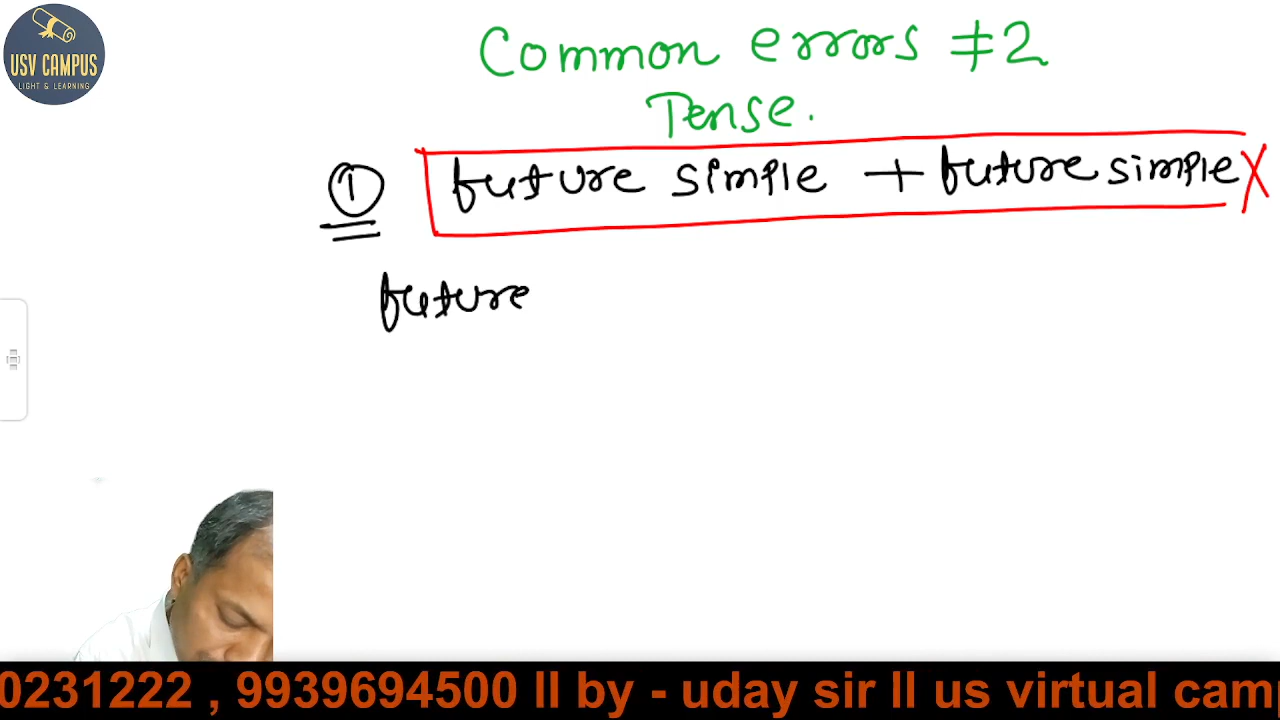 USV CAMPUS
LIGHT & LEARNING
Common errors #2
Tense.
① future simple + future simple X
future
0231222 , 9939694500 ll by - uday sir ll us virtual camp